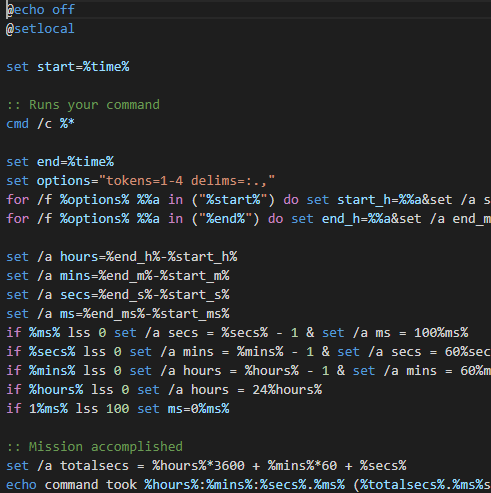 @echo off
@setlocal
set start=%time%
:: Runs your command
cmd /c %*
set end=%time%
set options="tokens=1-4 delims=:.,"
for /f %options% %%a in ("%start%") do set start_h=%%a&set /a s
for /f %options% %%a in ("%end%") do set end_h=%%a&set /a end_m
set /a hours=%end_h%-%start_h%
set /a mins=%end_m%-%start_m%
set /a secs=%end_s%-%start_s%
set /a ms=%end_ms%-%start_ms%
if %ms% lss 0 set /a secs = %secs% - 1 & set /a ms = 100%ms%
if %secs% lss 0 set /a mins = %mins% - 1 & set /a secs = 60%sec
if %mins% lss 0 set /a hours = %hours% - 1 & set /a mins = 60%m
if %hours% lss 0 set /a hours = 24%hours%
if 1%ms% lss 100 set ms=0%ms%
:: Mission accomplished
set /a totalsecs = %hours%*3600 + %mins%*60 + %secs%
echo command took %hours%:%mins%:%secs%.%ms% (%totalsecs%.%ms%s